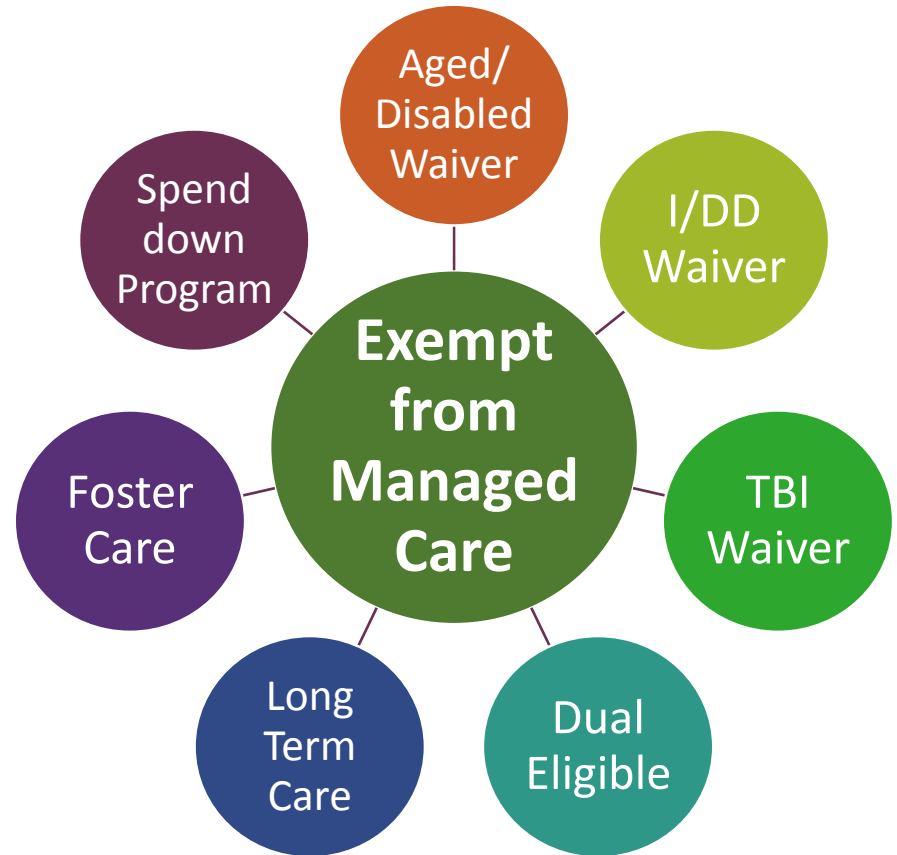 Aged/
Disabled
Waiver
I/DD
Waiver
TBI
Waiver
Dual
Eligible
Long
Term
Care
Foster
Care
Spend
down
Program
Exempt
from
Managed
Care